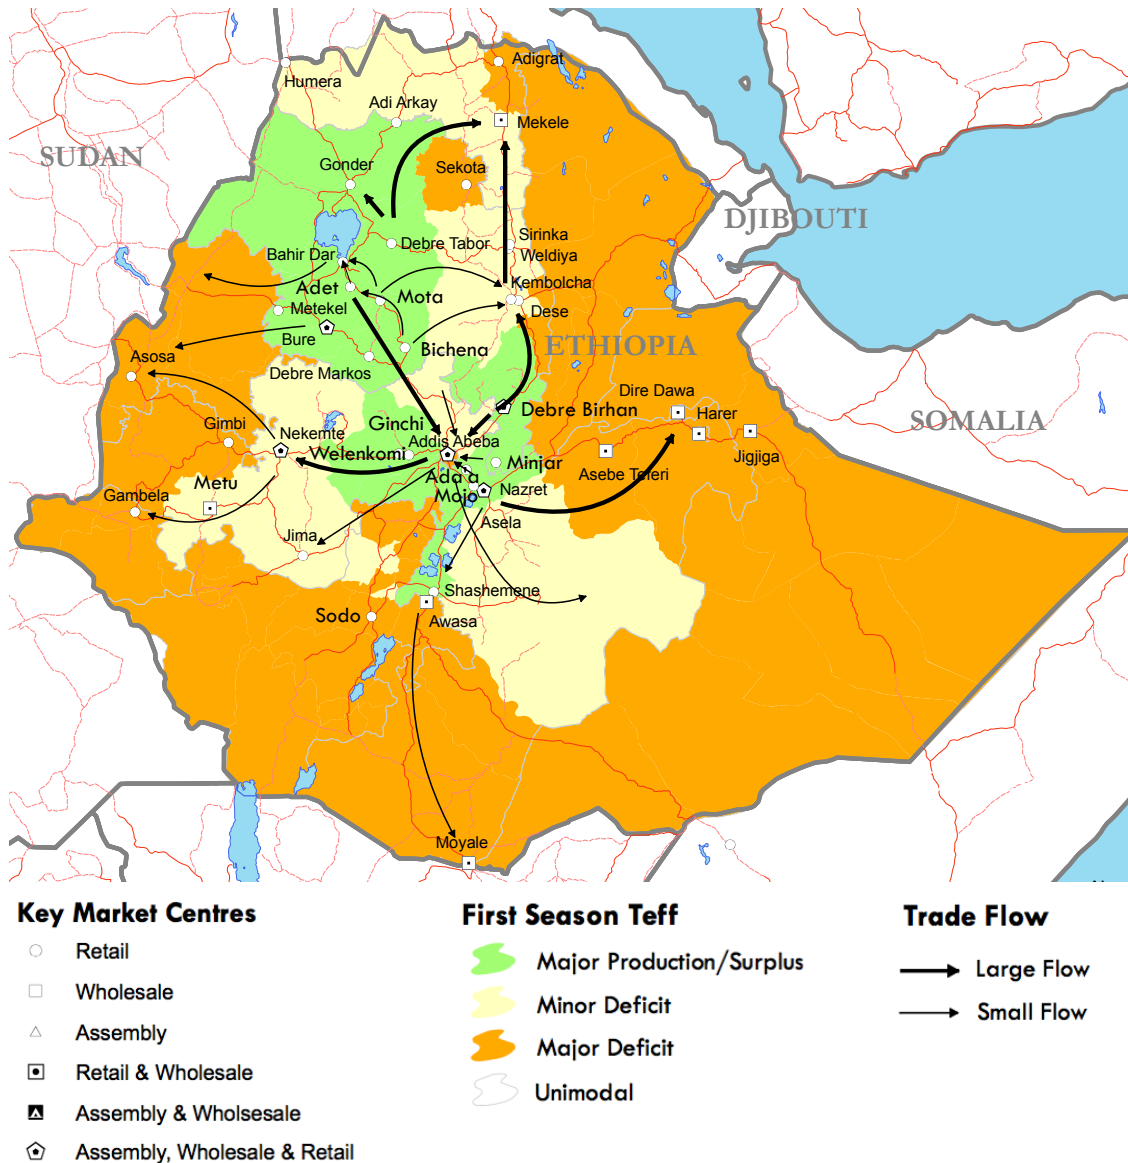 Adigrat
Humera
Adi Arkay
Mekele
SUDAN
Gonder
Sekota
DJIBOUTI
Sirinka
Debre Tabor
Weldiya
Bahir Dar
Kembolcha
Adet
Mota
Metekel
Dese
Bure
ETHIOPIA
Bichena
Asosa
Debre Markos
Dire Dawa
Debre Birhan
Harer
SOMALIA
Gimbi
Ginchi
Nekemte
Addis Abeba
Welenkomi
Jigjiga
Minjar
Asebe Teferi
Metu
Ada'a
Gambela
Mojo
Nazret
Asela
Jima
Shashemene
Sodo
Awasa
Moyale
Key Market Centres
Retail
Wholesale
Assembly
Retail & Wholesale
Assembly & Wholsesale
Assembly, Wholesale & Retail
First Season Teff
Major Production/Surplus
Minor Deficit
Major Deficit
Unimodal
Trade Flow
Large Flow
Small Flow